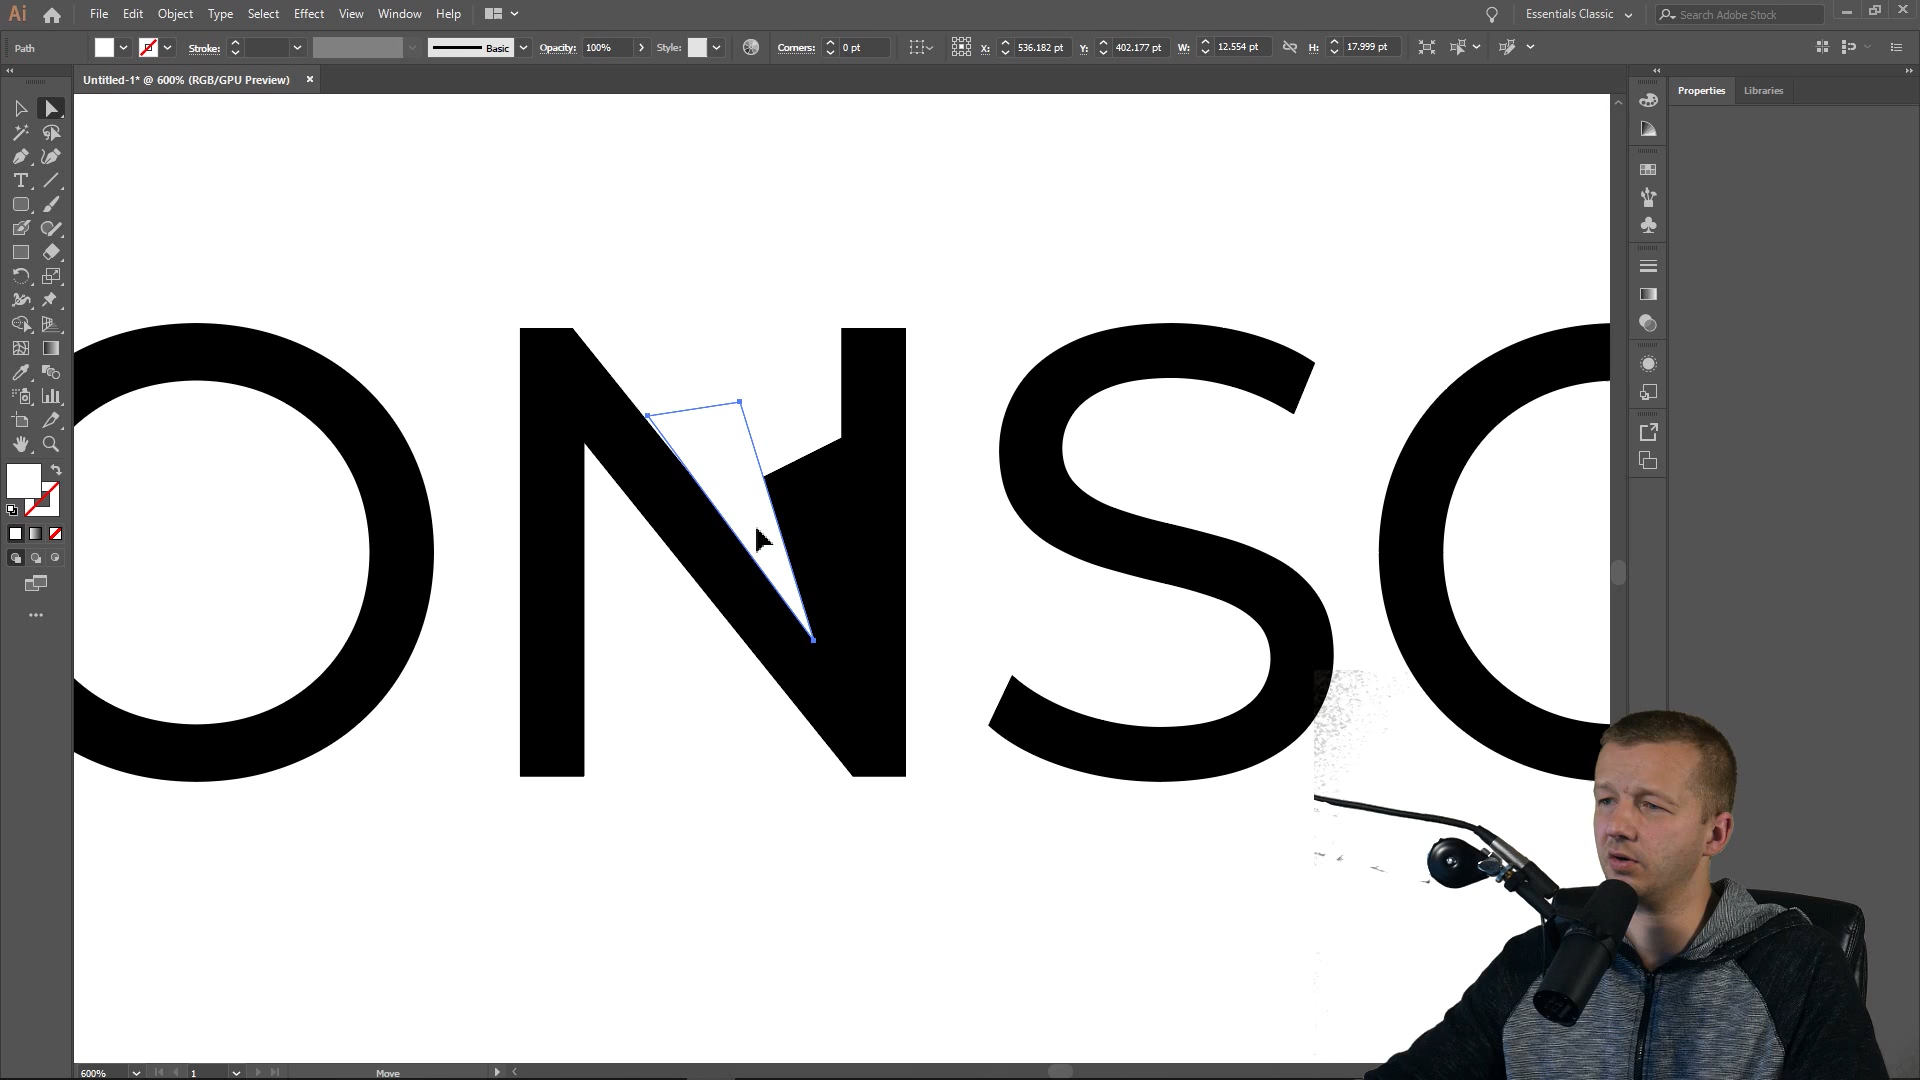 Ai File Edit Object Type Select Effect View Window Help Essentials Classic Search Adobe Stock
Path Stroke: Basic Opacity: 100% Style: Corners: 0 pt X: 536.182 pt Y: 402.177 pt W: 12.554 pt H: 17.999 pt
Untitled-1* @ 600% (RGB/GPU Preview) Properties Libraries
ONSC
600% 1 Move